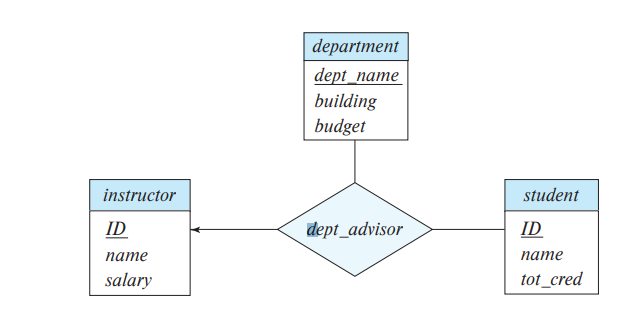 department
dept_name
building
budget
instructor
ID
name
salary
dept_advisor
student
ID
name
tot_cred